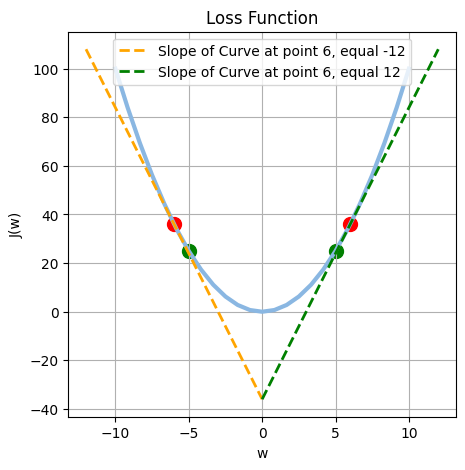 Loss Function
Slope of Curve at point 6, equal -12
Slope of Curve at point 6, equal 12
100
80
60
40
20
0
−20
−40
J(w)
−10
−5
0
5
10
w